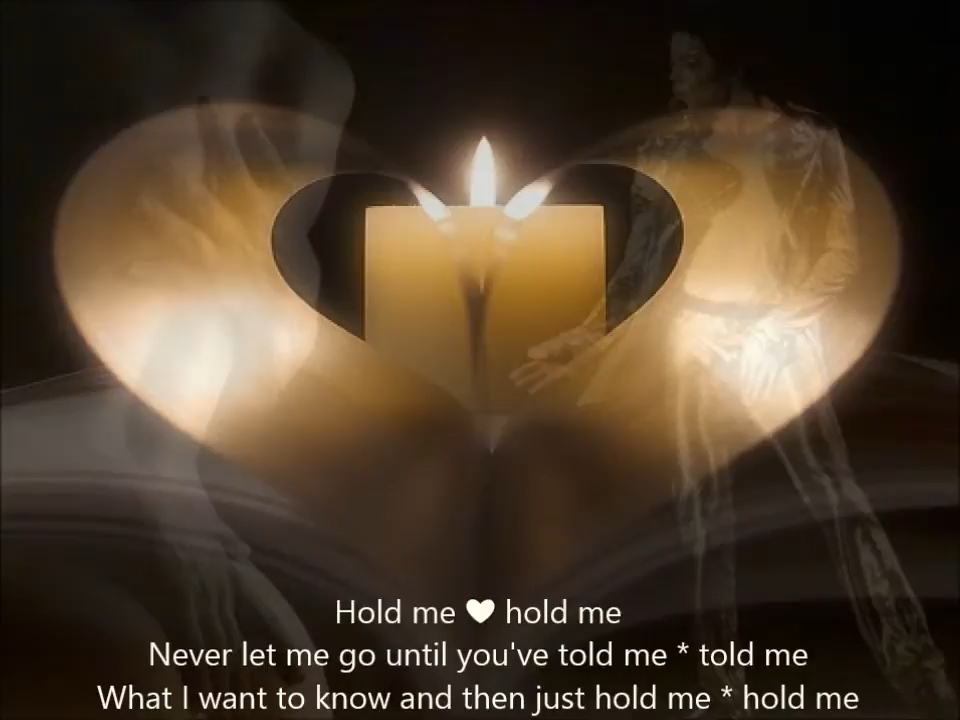 Hold me ♥ hold me
Never let me go until you've told me * told me
What I want to know and then just hold me * hold me